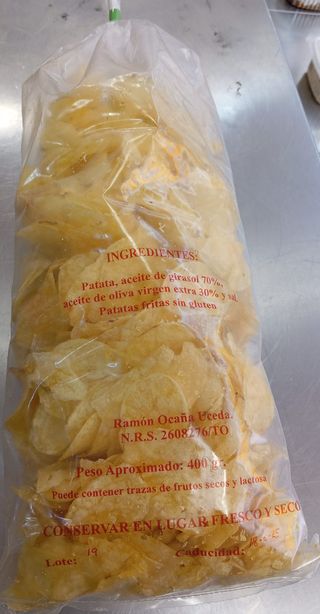 INGREDIENTES:
Patata, aceite de girasol 70%,
aceite de oliva virgen extra 30% y sal.
Patatas fritas sin gluten
Ramón Ocaña Uceda.
N.R.S. 2608276/TO
Peso Aproximado: 400 gr.
Puede contener trazas de frutos secos y lactosa
CONSERVAR EN LUGAR FRESCO Y SECO
Lote: 19 Caducidad: